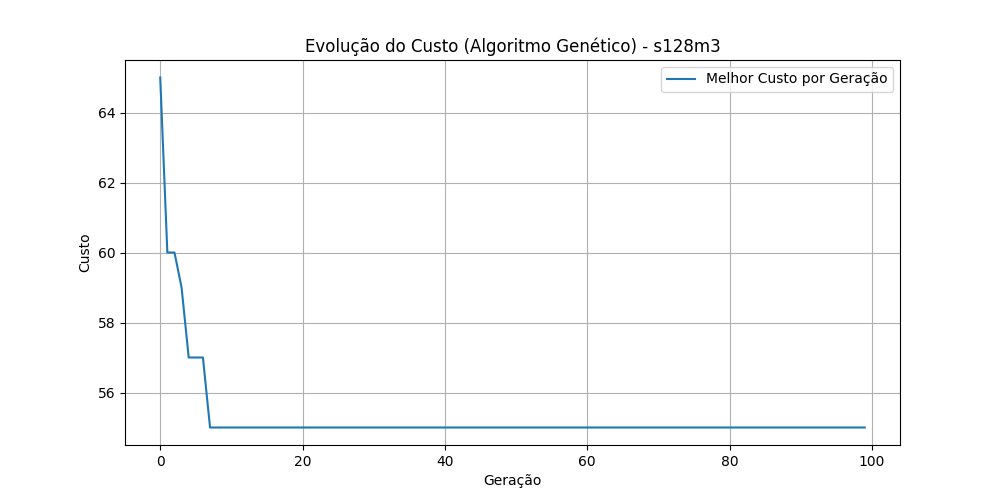 Evolução do Custo (Algoritmo Genético) - s128m3
Melhor Custo por Geração
64
62
60
58
56
Custo
0 20 40 60 80 100
Geração